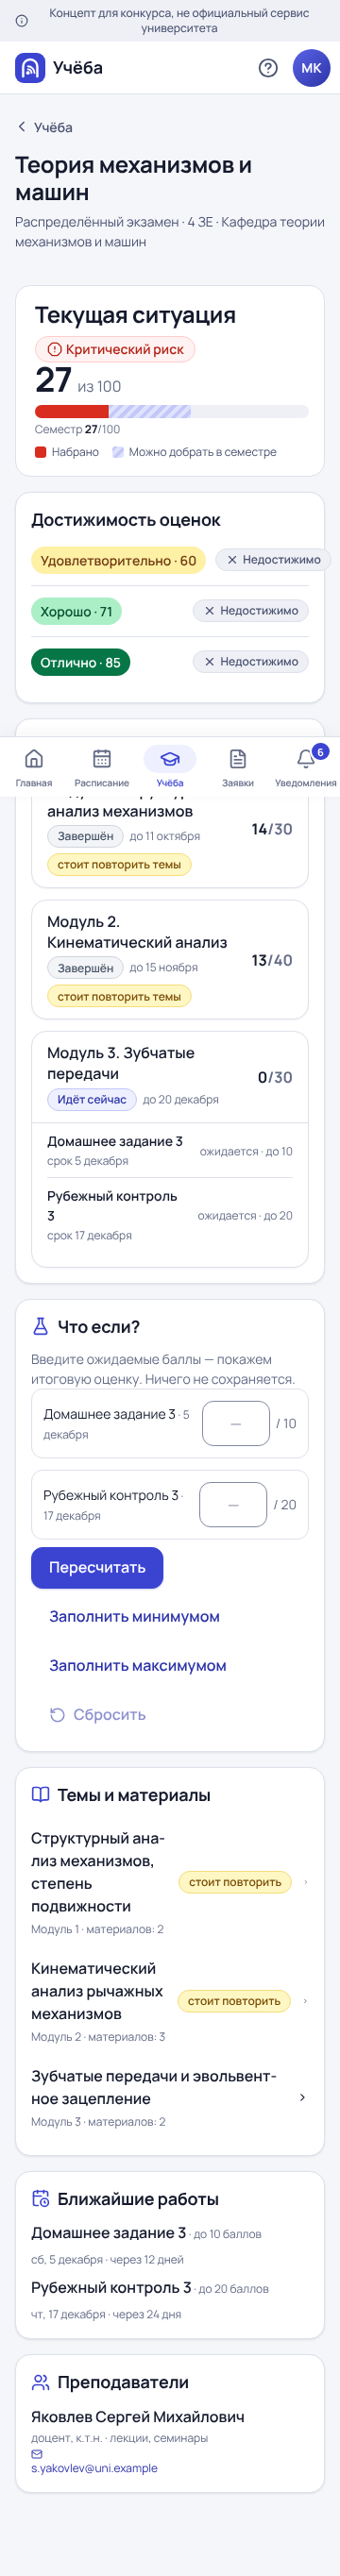 Концепт для конкурса, не официальный сервис
университета
Учёба
МК
Учёба
Теория механизмов и
машин
Распределённый экзамен · 4 ЗЕ · Кафедра теории
механизмов и машин
Текущая ситуация
Критический риск
27 из 100
Семестр 27/100
Набрано
Можно добрать в семестре
Достижимость оценок
Удовлетворительно · 60
Недостижимо
Хорошо · 71
Недостижимо
Отлично · 85
Недостижимо
Главная
Расписание
Учёба
Заявки
6
Уведомления
анализ механизмов
14/30
Завершён
до 11 октября
стоит повторить темы
Модуль 2.
Кинематический анализ
13/40
Завершён
до 15 ноября
стоит повторить темы
Модуль 3. Зубчатые
передачи
0/30
Идёт сейчас
до 20 декабря
Домашнее задание 3
ожидается · до 10
срок 5 декабря
Рубежный контроль
3
ожидается · до 20
срок 17 декабря
Что если?
Введите ожидаемые баллы — покажем
итоговую оценку. Ничего не сохраняется.
Домашнее задание 3 · 5
декабря
—
/ 10
Рубежный контроль 3 ·
17 декабря
—
/ 20
Пересчитать
Заполнить минимумом
Заполнить максимумом
Сбросить
Темы и материалы
Структурный ана-
лиз механизмов,
степень
подвижности
стоит повторить
Модуль 1 · материалов: 2
Кинематический
анализ рычажных
механизмов
стоит повторить
Модуль 2 · материалов: 3
Зубчатые передачи и эвольвент-
ное зацепление
Модуль 3 · материалов: 2
Ближайшие работы
Домашнее задание 3 · до 10 баллов
сб, 5 декабря · через 12 дней
Рубежный контроль 3 · до 20 баллов
чт, 17 декабря · через 24 дня
Преподаватели
Яковлев Сергей Михайлович
доцент, к.т.н. · лекции, семинары
s.yakovlev@uni.example